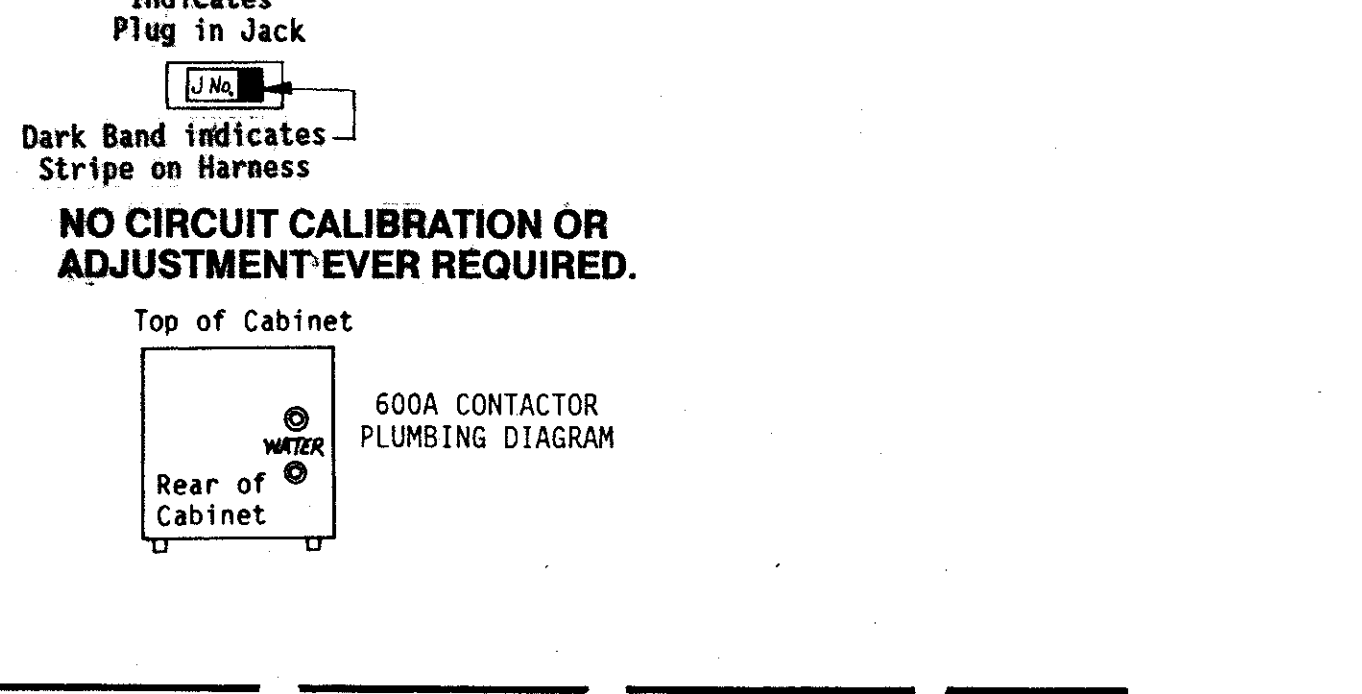 Indicates
Plug in Jack
J No.
Dark Band indicates
Stripe on Harness
NO CIRCUIT CALIBRATION OR
ADJUSTMENT EVER REQUIRED.
Top of Cabinet
600A CONTACTOR
PLUMBING DIAGRAM
WATER
Rear of
Cabinet